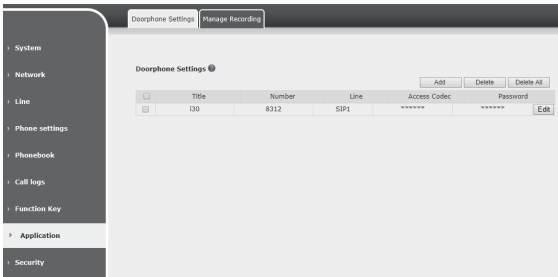 Doorphone Settings Manage Recording
› System
› Network
› Line
› Phone settings
› Phonebook
› Call logs
› Function Key
› Application
› Security
Doorphone Settings ?
Add Delete Delete All
Title Number Line Access Codec Password
i30 8312 SIP1 ****** ****** Edit